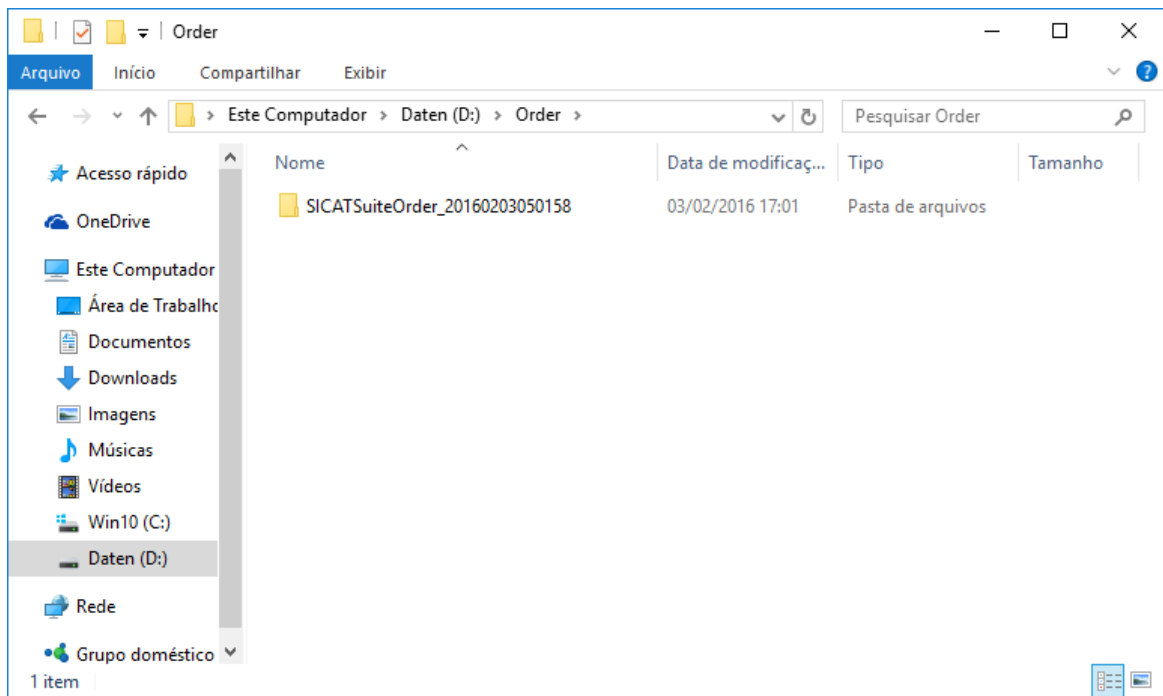 Order
Arquivo Início Compartilhar Exibir
Este Computador > Daten (D:) > Order >
Pesquisar Order
Nome Data de modificaç... Tipo Tamanho
SICATSuiteOrder_20160203050158 03/02/2016 17:01 Pasta de arquivos
Acesso rápido
OneDrive
Este Computador
Área de Trabalho
Documentos
Downloads
Imagens
Músicas
Vídeos
Win10 (C:)
Daten (D:)
Rede
Grupo doméstico
1 item